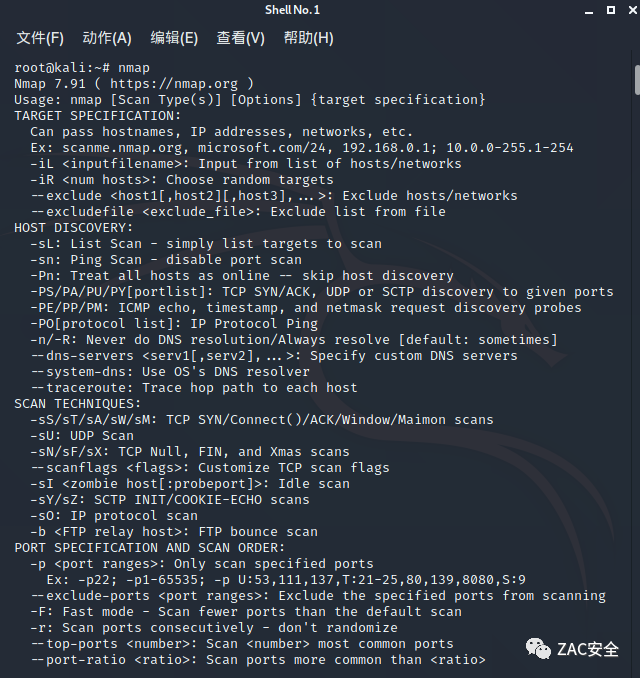 Shell No. 1
文件(F) 动作(A) 编辑(E) 查看(V) 帮助(H)
root@kali:~# nmap
Nmap 7.91 ( https://nmap.org )
Usage: nmap [Scan Type(s)] [Options] {target specification}
TARGET SPECIFICATION:
  Can pass hostnames, IP addresses, networks, etc.
  Ex: scanme.nmap.org, microsoft.com/24, 192.168.0.1; 10.0.0-255.1-254
  -iL <inputfilename>: Input from list of hosts/networks
  -iR <num hosts>: Choose random targets
  --exclude <host1[,host2][,host3],...>: Exclude hosts/networks
  --excludefile <exclude_file>: Exclude list from file
HOST DISCOVERY:
  -sL: List Scan - simply list targets to scan
  -sn: Ping Scan - disable port scan
  -Pn: Treat all hosts as online -- skip host discovery
  -PS/PA/PU/PY[portlist]: TCP SYN/ACK, UDP or SCTP discovery to given ports
  -PE/PP/PM: ICMP echo, timestamp, and netmask request discovery probes
  -PO[protocol list]: IP Protocol Ping
  -n/-R: Never do DNS resolution/Always resolve [default: sometimes]
  --dns-servers <serv1[,serv2],...>: Specify custom DNS servers
  --system-dns: Use OS's DNS resolver
  --traceroute: Trace hop path to each host
SCAN TECHNIQUES:
  -sS/sT/sA/sW/sM: TCP SYN/Connect()/ACK/Window/Maimon scans
  -sU: UDP Scan
  -sN/sF/sX: TCP Null, FIN, and Xmas scans
  --scanflags <flags>: Customize TCP scan flags
  -sI <zombie host[:probeport]>: Idle scan
  -sY/sZ: SCTP INIT/COOKIE-ECHO scans
  -sO: IP protocol scan
  -b <FTP relay host>: FTP bounce scan
PORT SPECIFICATION AND SCAN ORDER:
  -p <port ranges>: Only scan specified ports
    Ex: -p22; -p1-65535; -p U:53,111,137,T:21-25,80,139,8080,S:9
  --exclude-ports <port ranges>: Exclude the specified ports from scanning
  -F: Fast mode - Scan fewer ports than the default scan
  -r: Scan ports consecutively - don't randomize
  --top-ports <number>: Scan <number> most common ports
  --port-ratio <ratio>: Scan ports more common than <ratio>
ZAC安全